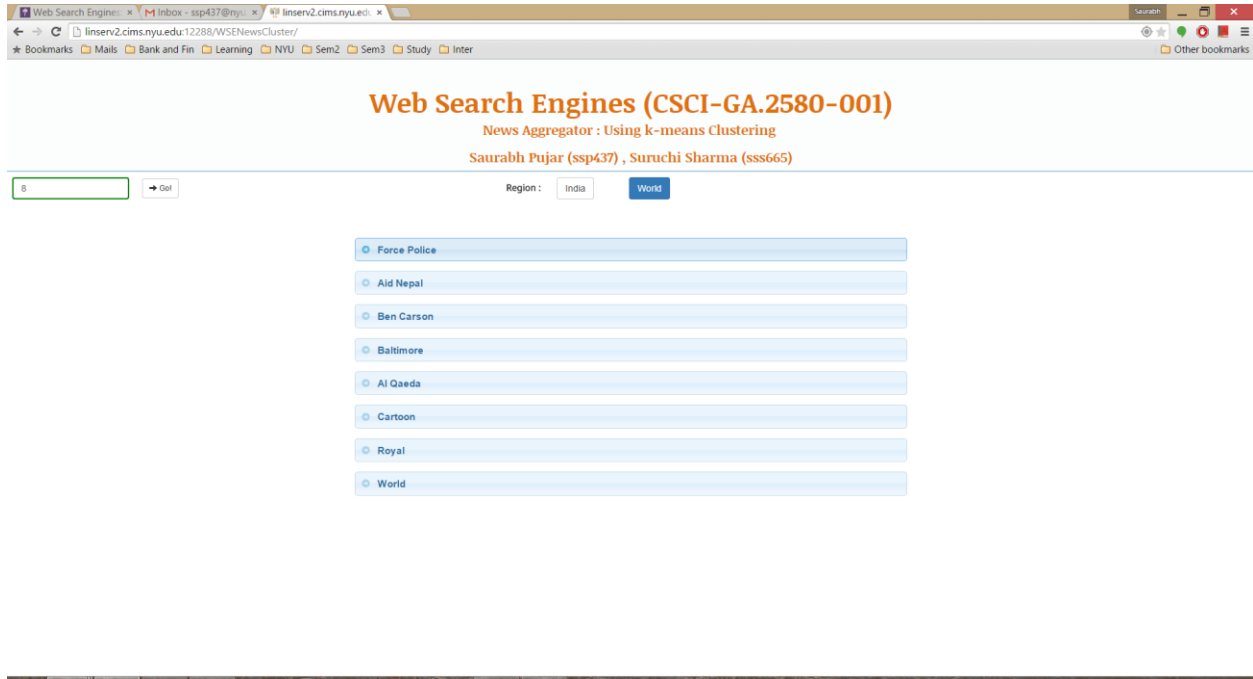 Web Search Engines M Inbox - ssp437@nyu linserv2.cims.nyu.edu Saurabh
linserv2.cims.nyu.edu:12288/WSENewsCluster/
Bookmarks Mails Bank and Fin Learning NYU Sem2 Sem3 Study Inter Other bookmarks
Web Search Engines (CSCI-GA.2580-001)
News Aggregator : Using k-means Clustering
Saurabh Pujar (ssp437) , Suruchi Sharma (sss665)
8 Go! Region : India World
Force Police
Aid Nepal
Ben Carson
Baltimore
Al Qaeda
Cartoon
Royal
World